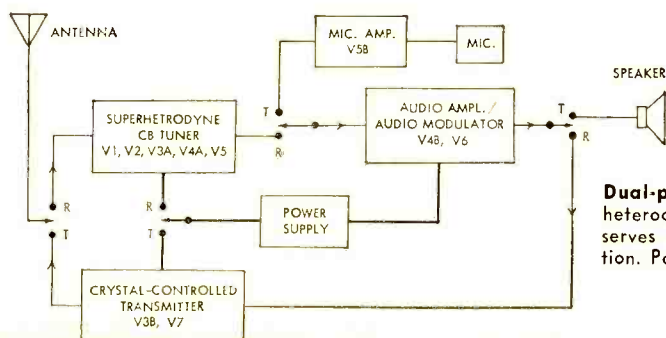 ANTENNA
MIC. AMP.
V5B
MIC.
SPEAKER
T
R
SUPERHETRODYNE
CB TUNER
V1, V2, V3A, V4A, V5
AUDIO AMPL./
AUDIO MODULATOR
V4B, V6
T
R
R
T
R
T
POWER
SUPPLY
CRYSTAL-CONTROLLED
TRANSMITTER
V3B, V7
Dual-p
heterod
serves
tion. Po